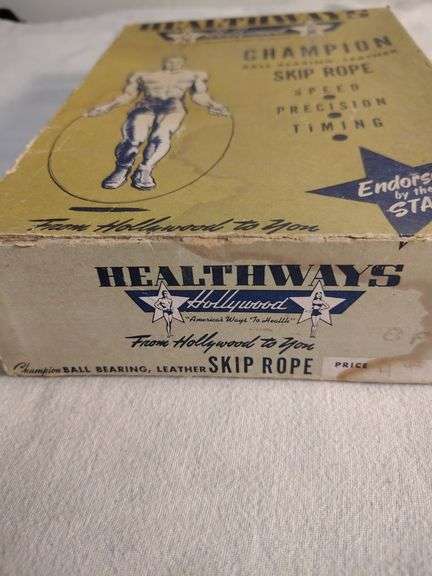 HEALTHWAYS
CHAMPION
BALL BEARING, LEATHER
SKIP ROPE
SPEED
PRECISION
TIMING
Endorse
by the
STA
From Hollywood to You
HEALTHWAYS
Hollywood
"America's Ways To Health"
From Hollywood to You
Champion BALL BEARING, LEATHER SKIP ROPE PRICE